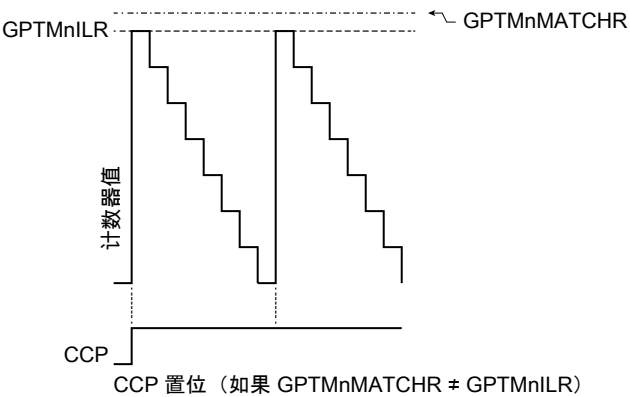 GPTMnMATCHR
GPTMnILR
计数器值
CCP
CCP 置位（如果 GPTMnMATCHR ≠ GPTMnILR）